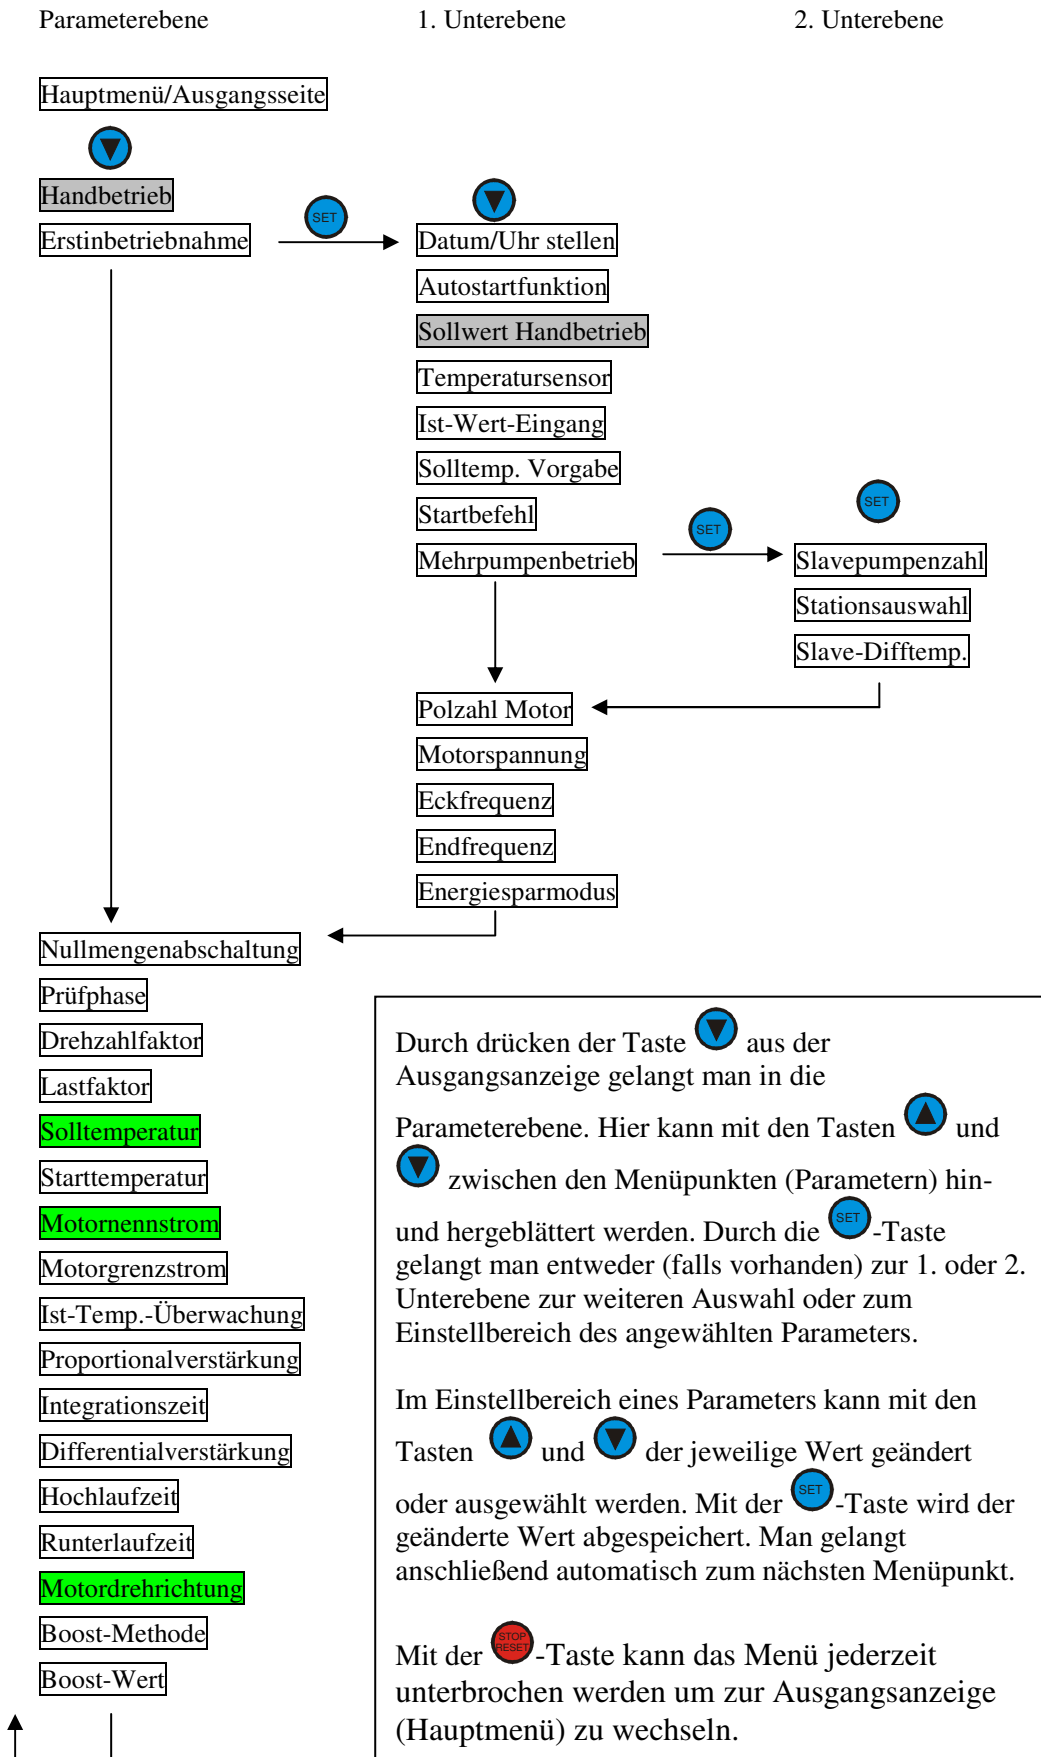 Parameterebene 1. Unterebene 2. Unterebene
Hauptmenü/Ausgangsseite
Handbetrieb
Erstinbetriebnahme
SET
Datum/Uhr stellen
Autostartfunktion
Sollwert Handbetrieb
Temperatursensor
Ist-Wert-Eingang
Solltemp. Vorgabe
Startbefehl
Mehrpumpenbetrieb
SET
SET
Slavepumpenzahl
Stationsauswahl
Slave-Difftemp.
Polzahl Motor
Motorspannung
Eckfrequenz
Endfrequenz
Energiesparmodus
Nullmengenabschaltung
Prüfphase
Drehzahlfaktor
Lastfaktor
Solltemperatur
Starttemperatur
Motornennstrom
Motorgrenzstrom
Ist-Temp.-Überwachung
Proportionalverstärkung
Integrationszeit
Differentialverstärkung
Hochlaufzeit
Runterlaufzeit
Motordrehrichtung
Boost-Methode
Boost-Wert
Durch drücken der Taste ▼ aus der
Ausgangsanzeige gelangt man in die
Parameterebene. Hier kann mit den Tasten ▲ und
▼ zwischen den Menüpunkten (Parametern) hin-
und hergeblättert werden. Durch die SET-Taste
gelangt man entweder (falls vorhanden) zur 1. oder 2.
Unterebene zur weiteren Auswahl oder zum
Einstellbereich des angewählten Parameters.
Im Einstellbereich eines Parameters kann mit den
Tasten ▲ und ▼ der jeweilige Wert geändert
oder ausgewählt werden. Mit der SET-Taste wird der
geänderte Wert abgespeichert. Man gelangt
anschließend automatisch zum nächsten Menüpunkt.
Mit der STOP RESET-Taste kann das Menü jederzeit
unterbrochen werden um zur Ausgangsanzeige
(Hauptmenü) zu wechseln.